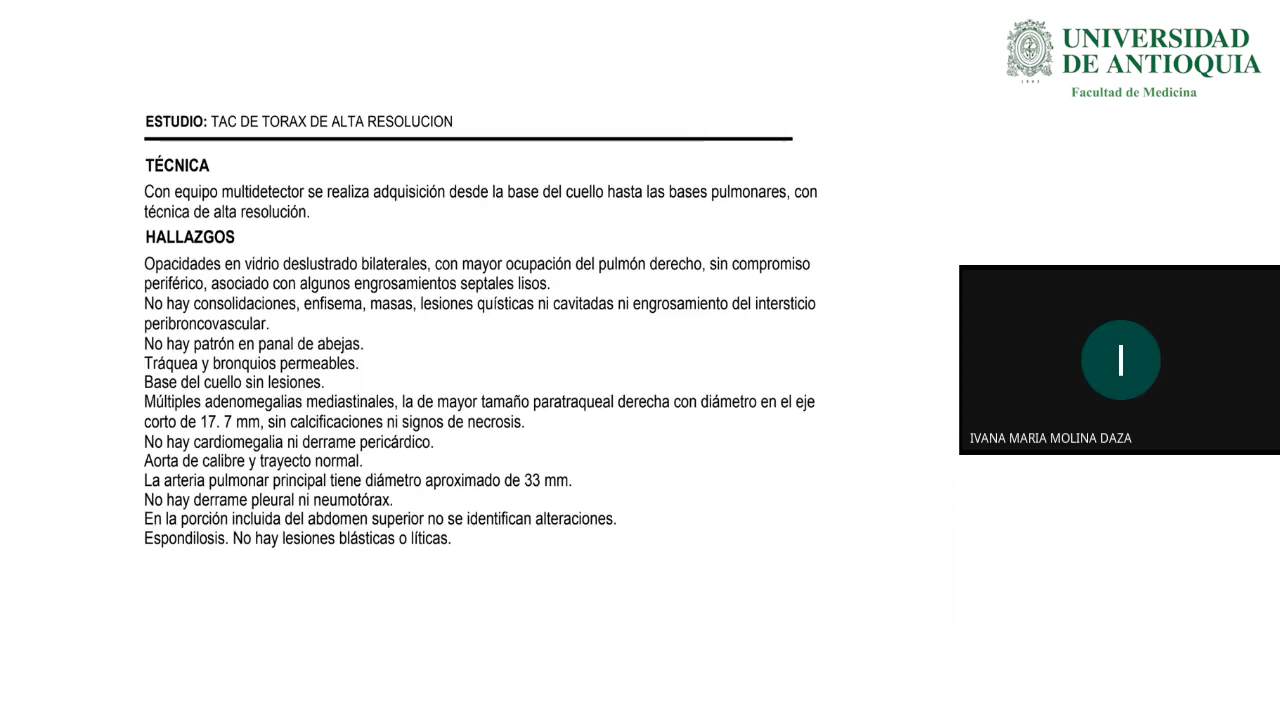 UNIVERSIDAD
DE ANTIOQUIA
1803
Facultad de Medicina
ESTUDIO: TAC DE TORAX DE ALTA RESOLUCION
TÉCNICA
Con equipo multidetector se realiza adquisición desde la base del cuello hasta las bases pulmonares, con
técnica de alta resolución.
HALLAZGOS
Opacidades en vidrio deslustrado bilaterales, con mayor ocupación del pulmón derecho, sin compromiso
periférico, asociado con algunos engrosamientos septales lisos.
No hay consolidaciones, enfisema, masas, lesiones quísticas ni cavitadas ni engrosamiento del intersticio
peribroncovascular.
No hay patrón en panal de abejas.
Tráquea y bronquios permeables.
Base del cuello sin lesiones.
Múltiples adenomegalias mediastinales, la de mayor tamaño paratraqueal derecha con diámetro en el eje
corto de 17. 7 mm, sin calcificaciones ni signos de necrosis.
No hay cardiomegalia ni derrame pericárdico.
Aorta de calibre y trayecto normal.
La arteria pulmonar principal tiene diámetro aproximado de 33 mm.
No hay derrame pleural ni neumotórax.
En la porción incluida del abdomen superior no se identifican alteraciones.
Espondilosis. No hay lesiones blásticas o líticas.
I
IVANA MARIA MOLINA DAZA